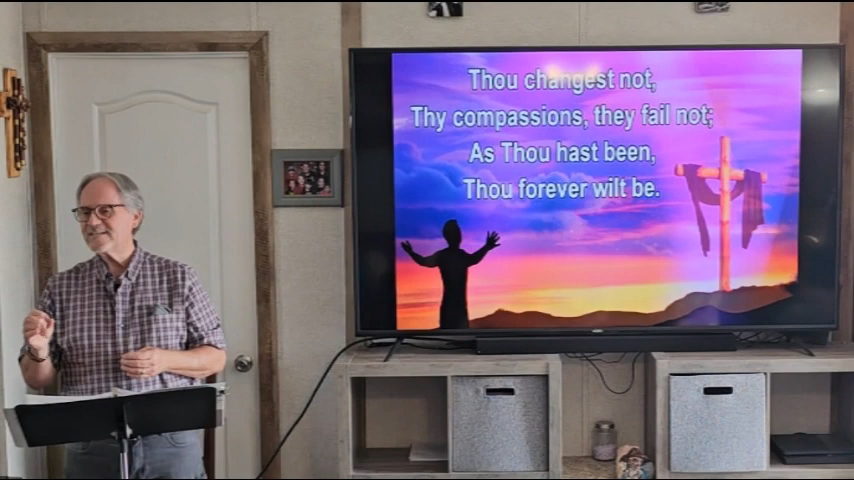 Thou changest not,
Thy compassions, they fail not;
As Thou hast been,
Thou forever wilt be.